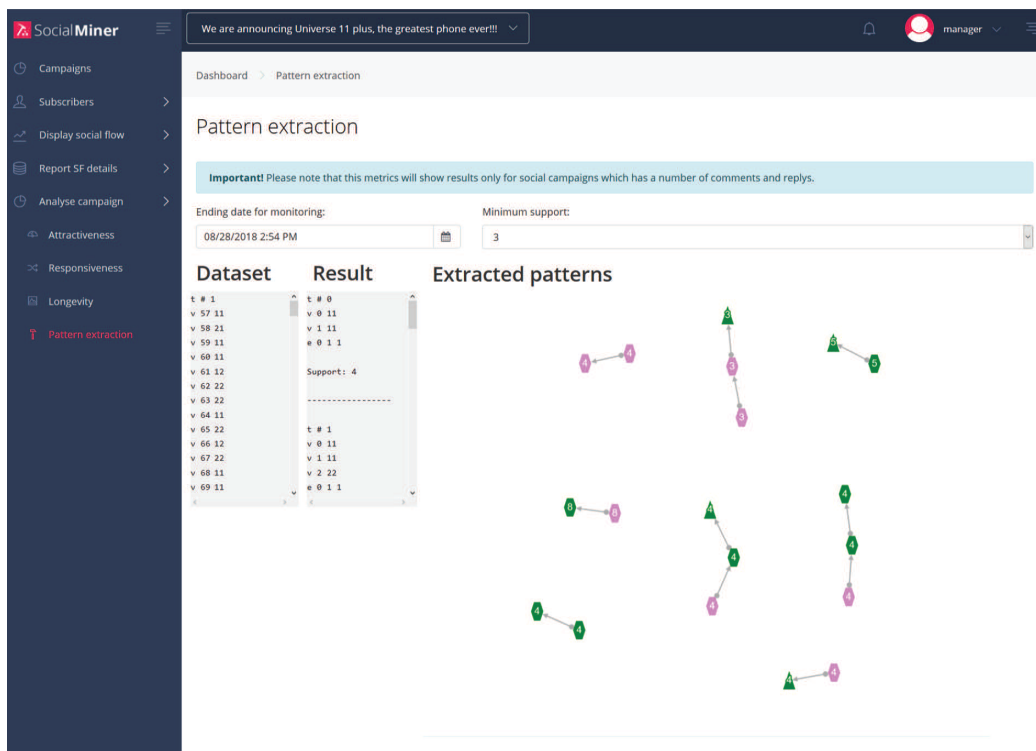 SocialMiner
We are announcing Universe 11 plus, the greatest phone ever!!!
manager
Campaigns
Subscribers
Display social flow
Report SF details
Analyse campaign
Attractiveness
Responsiveness
Longevity
Pattern extraction
Dashboard
Pattern extraction
Pattern extraction
Important! Please note that this metrics will show results only for social campaigns which has a number of comments and replys.
Ending date for monitoring:
08/28/2018 2:54 PM
Minimum support:
3
Dataset
t # 1
v 57 11
v 58 21
v 59 11
v 60 11
v 61 12
v 62 22
v 63 22
v 64 11
v 65 22
v 66 12
v 67 22
v 68 11
v 69 11
Result
t # 0
v 0 11
v 1 11
e 0 1 1
Support: 4
-----------------
t # 1
v 0 11
v 1 11
v 2 22
e 0 1 1
Extracted patterns
4 4
3
3
3
5
5
8 8
4
4
4
4
4
4
4
4
4 4